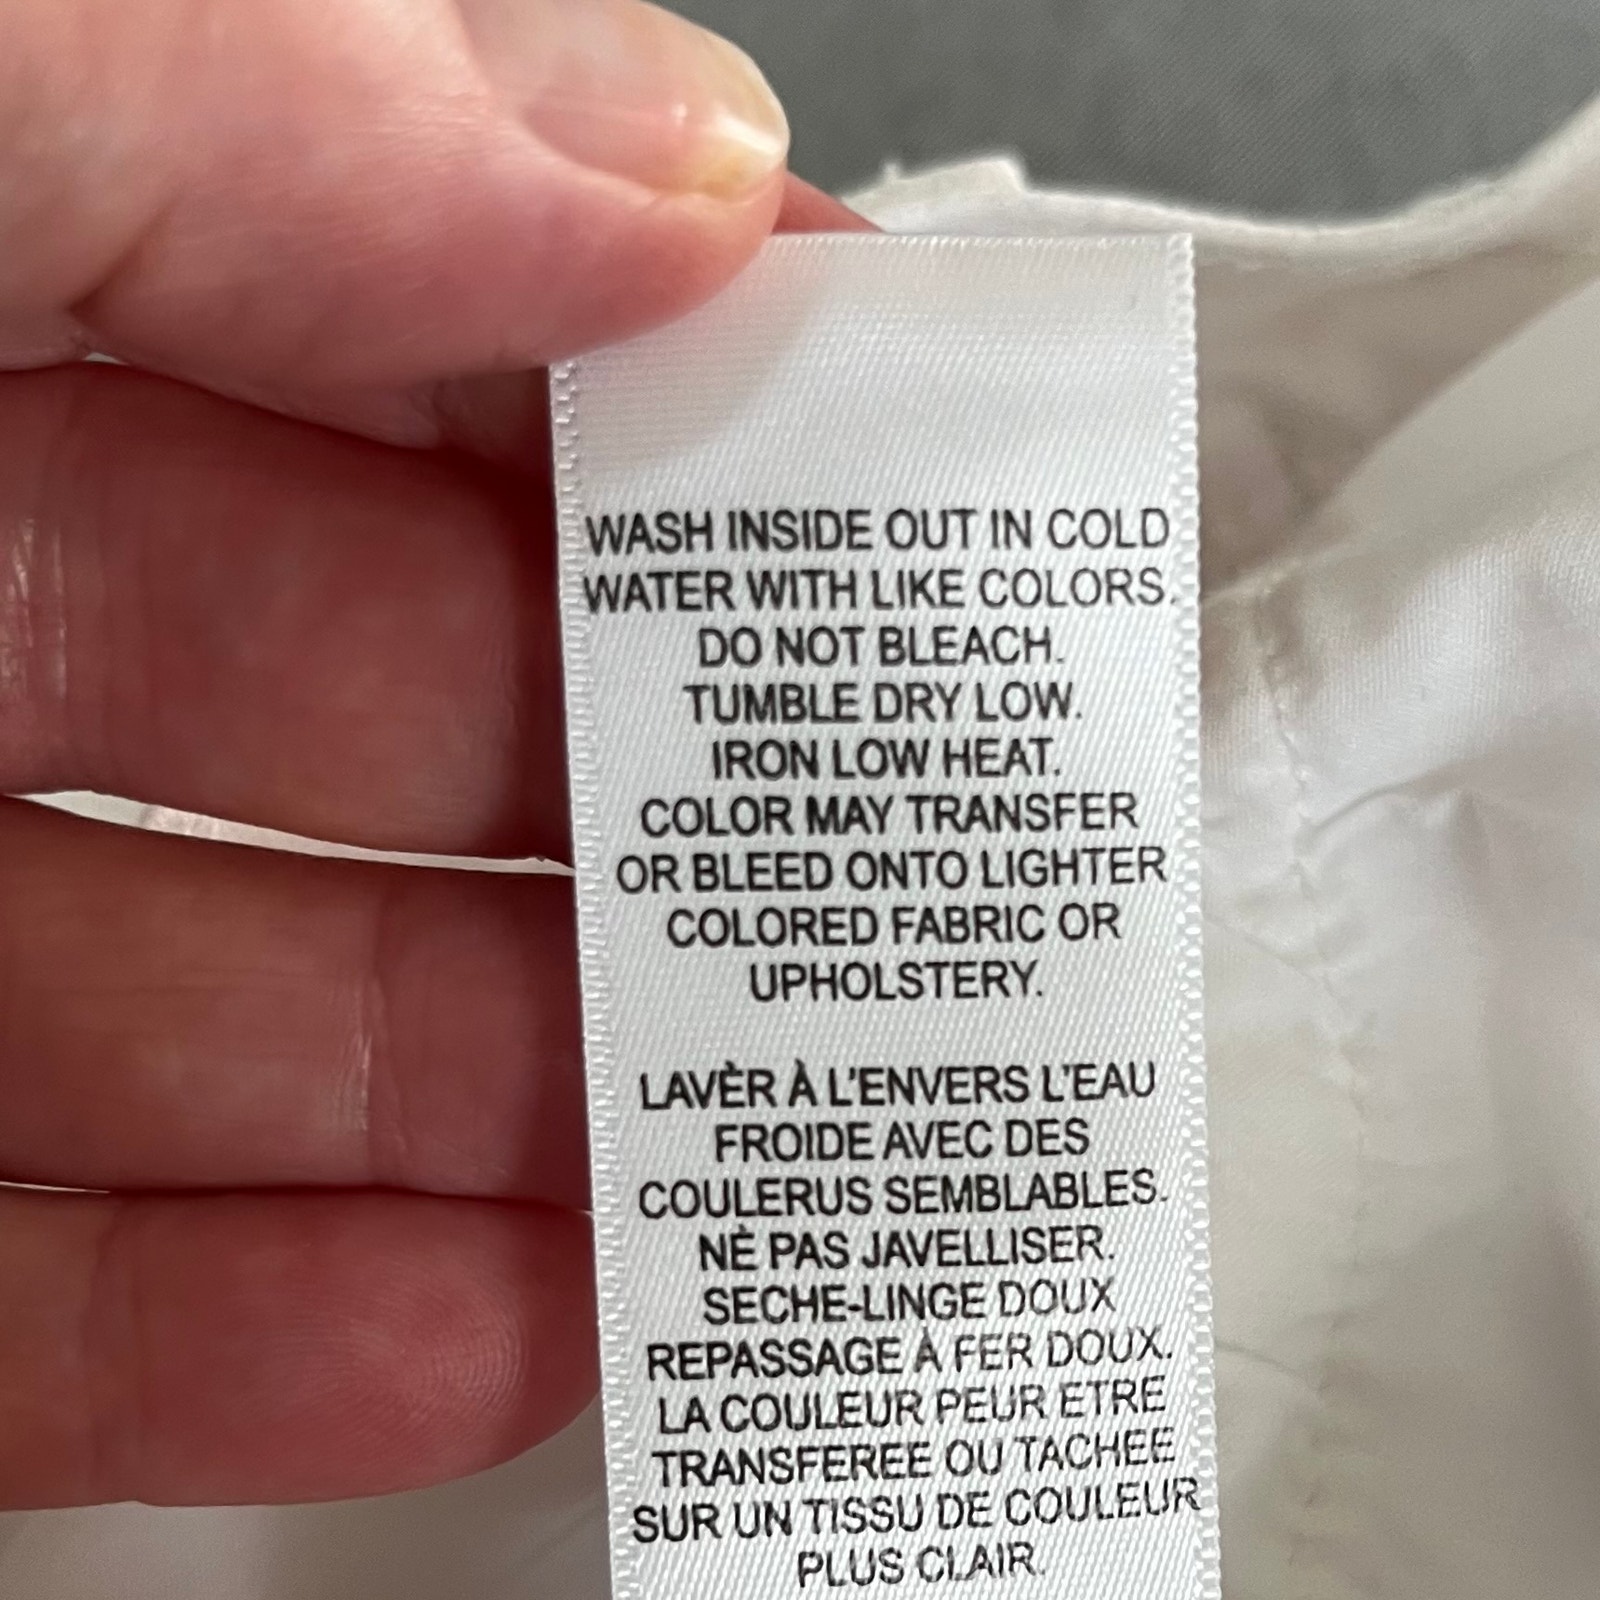 WASH INSIDE OUT IN COLD
WATER WITH LIKE COLORS.
DO NOT BLEACH.
TUMBLE DRY LOW.
IRON LOW HEAT.
COLOR MAY TRANSFER
OR BLEED ONTO LIGHTER
COLORED FABRIC OR
UPHOLSTERY.
LAVÈR À L'ENVERS L'EAU
FROIDE AVEC DES
COULERUS SEMBLABLES.
NÈ PAS JAVELLISER.
SECHE-LINGE DOUX
REPASSAGE À FER DOUX.
LA COULEUR PEUR ETRE
TRANSFEREE OU TACHEE
SUR UN TISSU DE COULEUR
PLUS CLAIR.